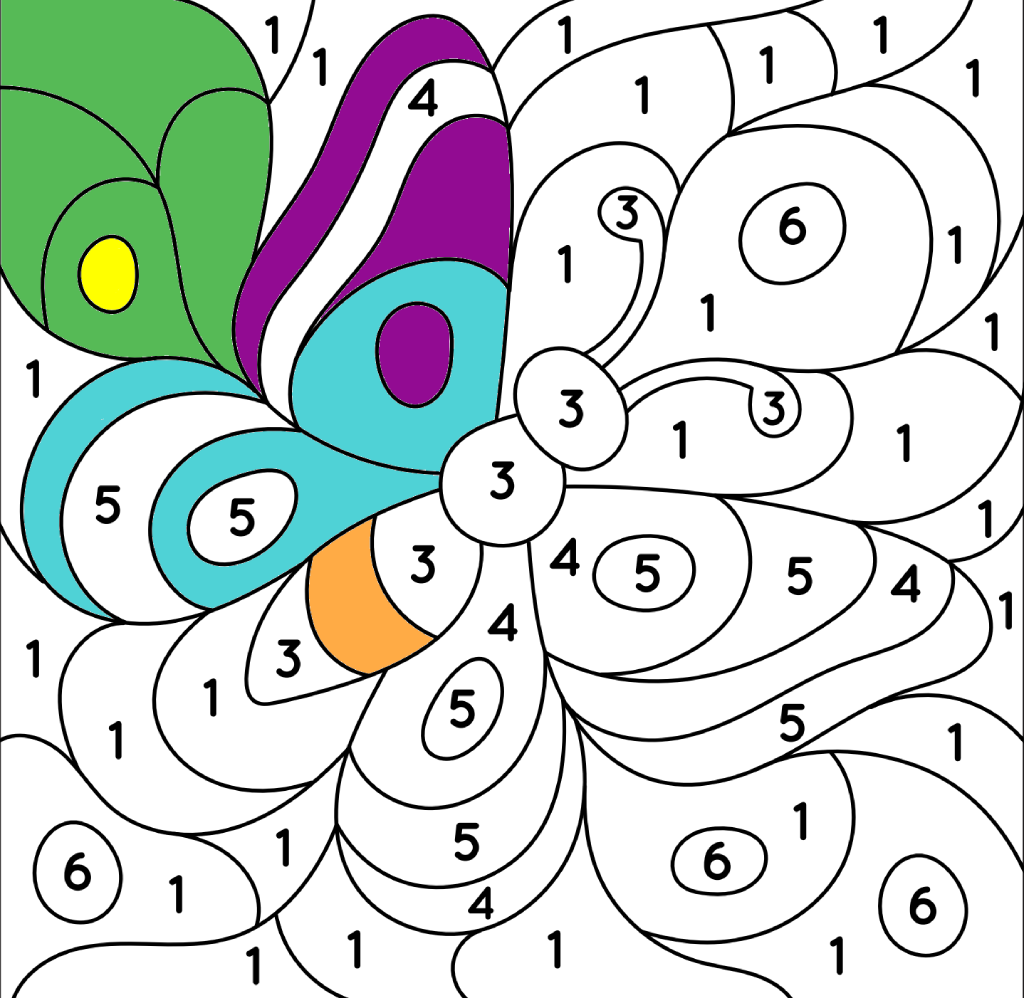 1 1 1 1
1 4 1 1
3 6 1
1 1 1
1 3 3 1 1
5 5 3 1
3 4 5 5 4 1
1 3 1 4
1 5 5 1
1 5 6 1
6 1 4 6
1 1 1 1